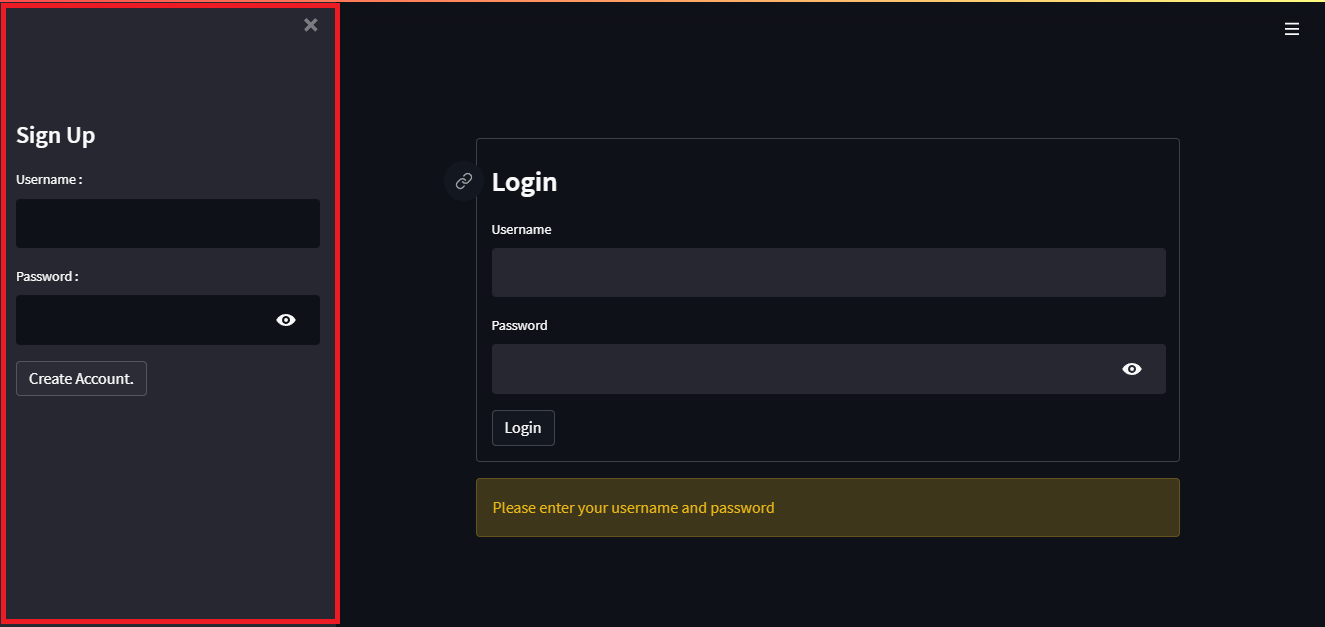 Sign Up
Username :
Password :
Create Account.
Login
Username
Password
Login
Please enter your username and password